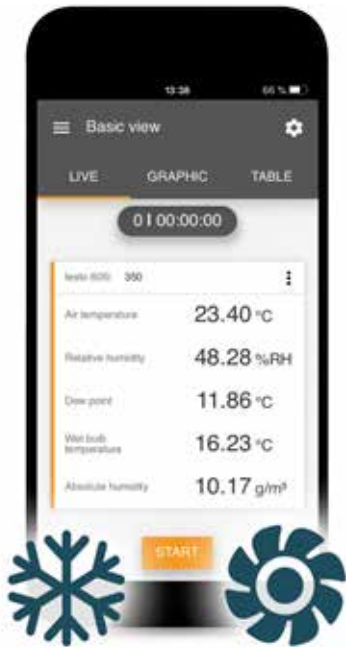 13:38 66 %
Basic view
LIVE GRAPHIC TABLE
0 I 00:00:00
testo 605i 350
Air temperature 23.40 °C
Relative humidity 48.28 %RH
Dew point 11.86 °C
Wet bulb
temperature 16.23 °C
Absolute humidity 10.17 g/m³
START